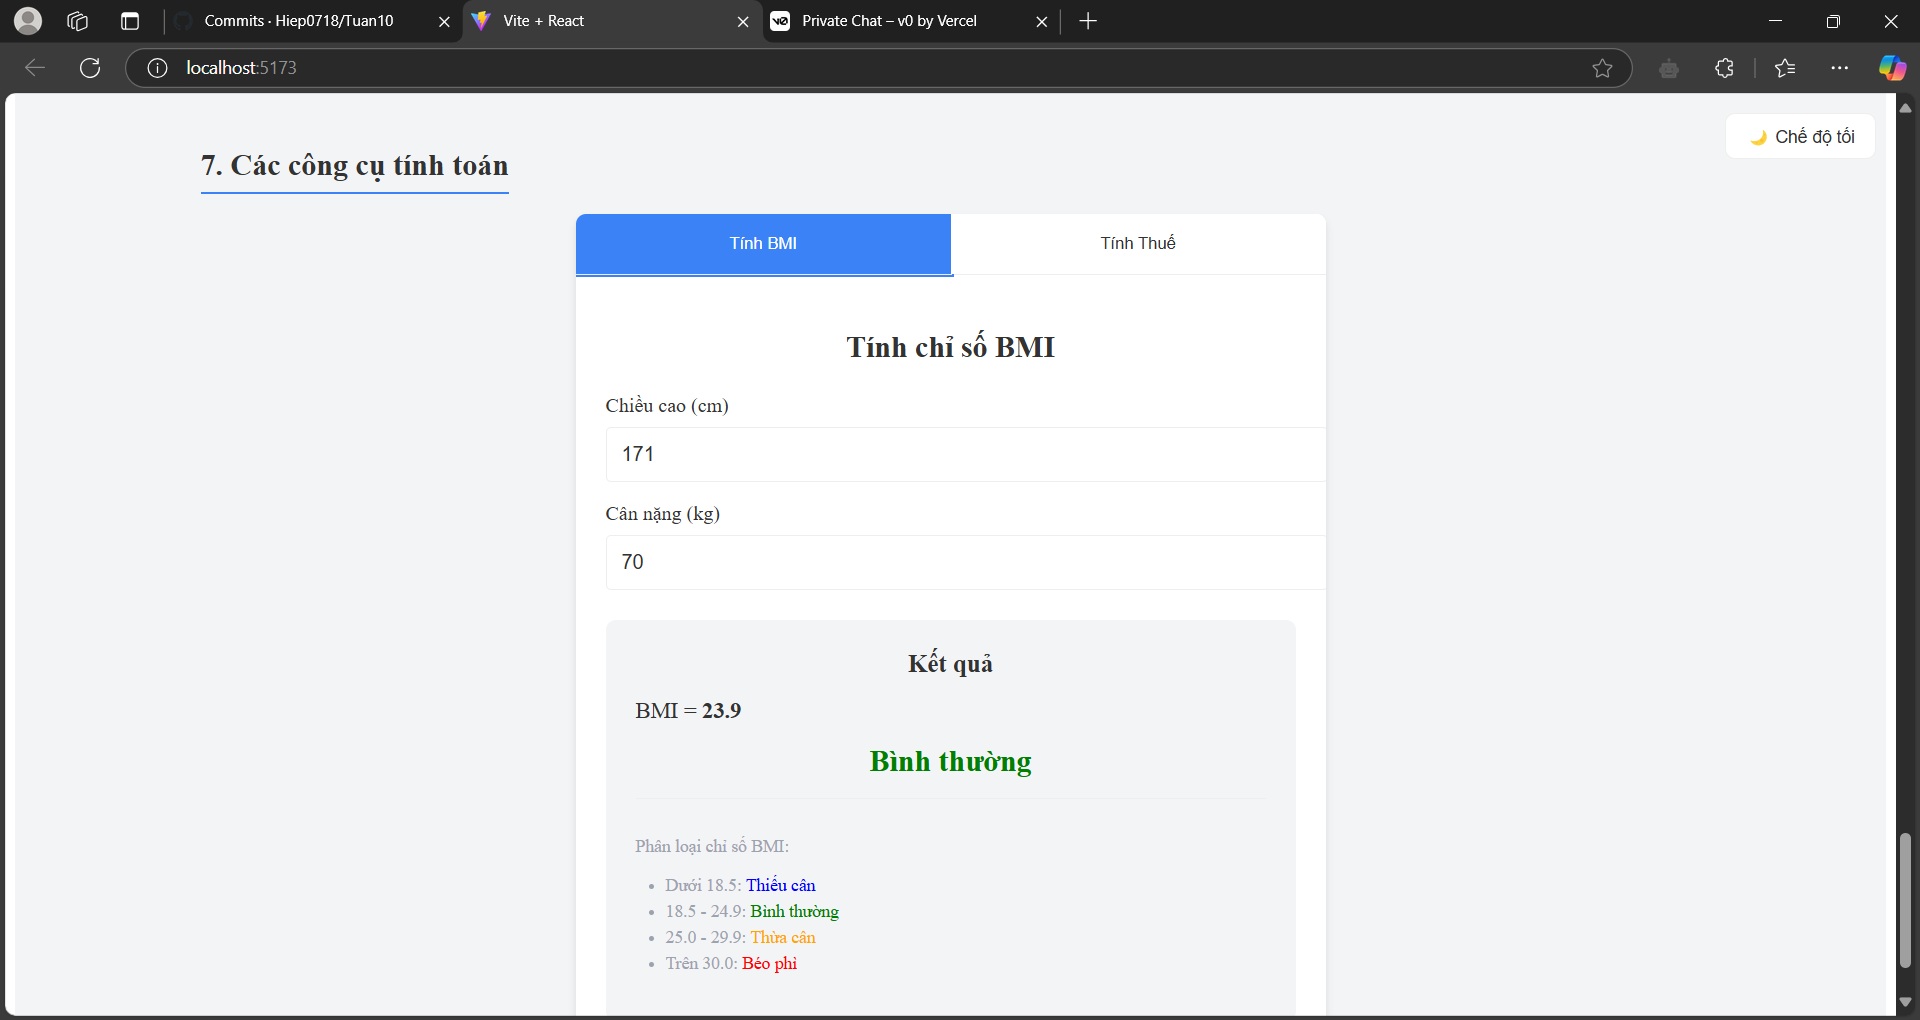 Commits · Hiep0718/Tuan10
Vite + React
Private Chat – v0 by Vercel
localhost:5173
🌙 Chế độ tối
7. Các công cụ tính toán
Tính BMI
Tính Thuế
Tính chỉ số BMI
Chiều cao (cm)
171
Cân nặng (kg)
70
Kết quả
BMI = 23.9
Bình thường
Phân loại chỉ số BMI:
• Dưới 18.5: Thiếu cân
• 18.5 - 24.9: Bình thường
• 25.0 - 29.9: Thừa cân
• Trên 30.0: Béo phì